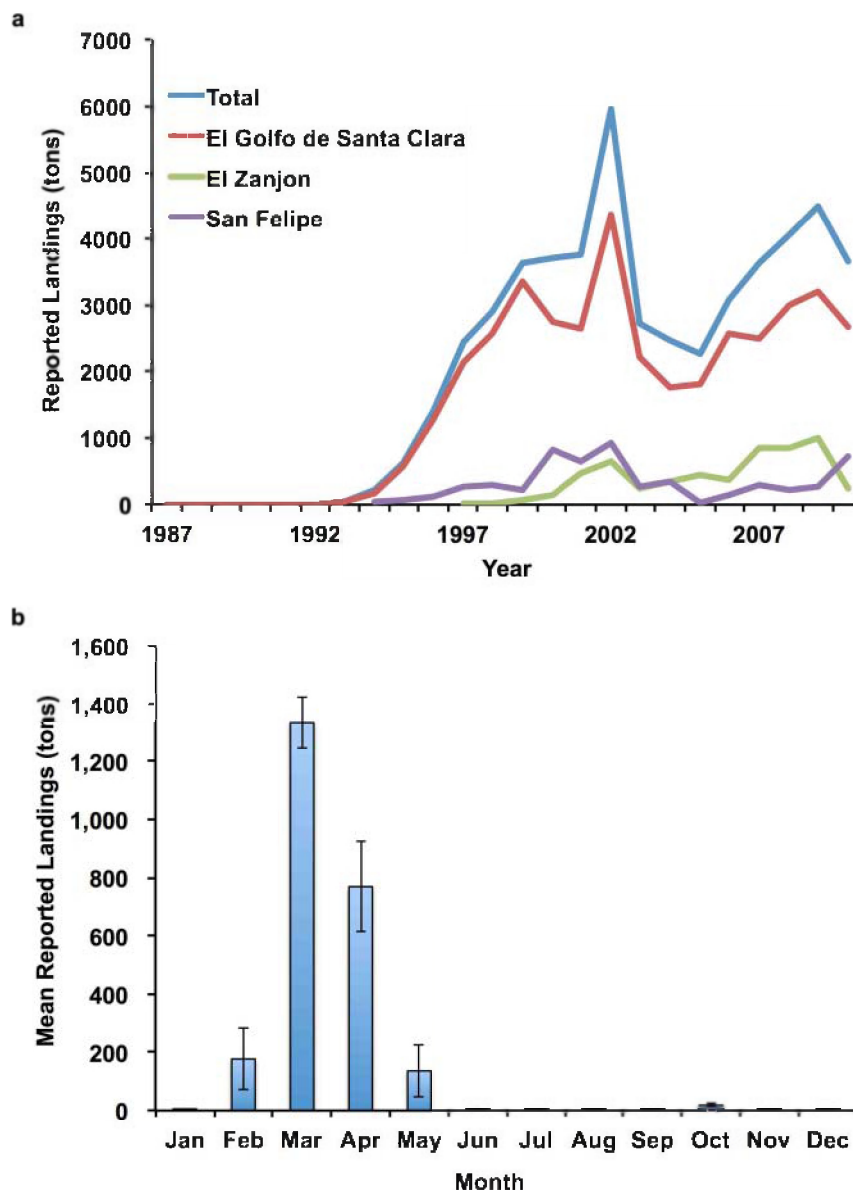 a
7000
6000
5000
4000
3000
2000
1000
0
Reported Landings (tons)
Total
El Golfo de Santa Clara
El Zanjon
San Felipe
1987 1992 1997 2002 2007
Year
b
1,600
1,400
1,200
1,000
800
600
400
200
0
Mean Reported Landings (tons)
Jan Feb Mar Apr May Jun Jul Aug Sep Oct Nov Dec
Month